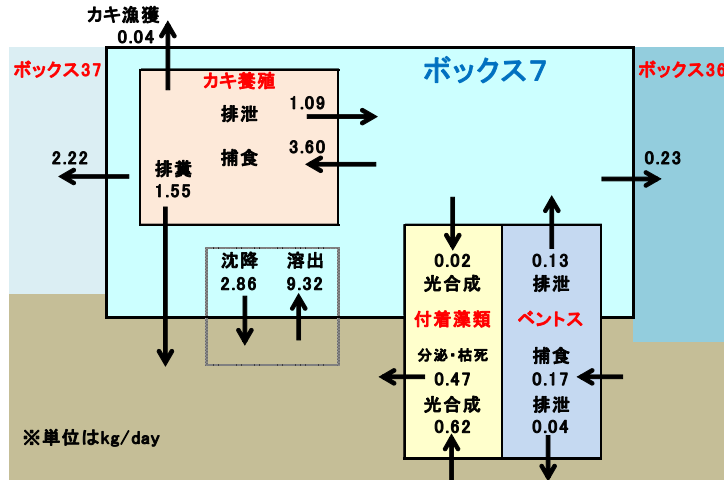 カキ漁獲
0.04
ボックス37
ボックス7
ボックス36
カキ養殖
排泄
1.09
捕食
3.60
2.22
排糞
1.55
0.23
沈降
2.86
溶出
9.32
0.02
光合成
0.13
排泄
付着藻類
ベントス
分泌・枯死
0.47
光合成
0.62
捕食
0.17
排泄
0.04
※単位はkg/day